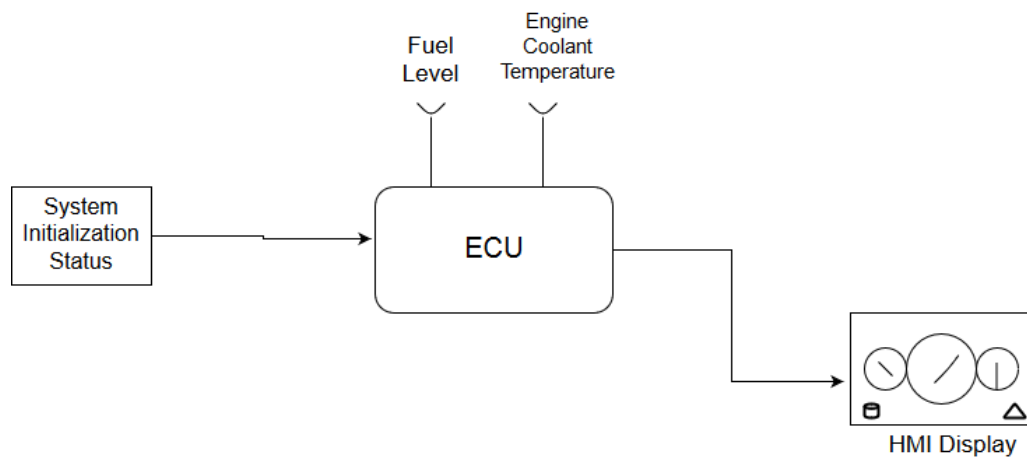 Fuel
Level
Engine
Coolant
Temperature
System
Initialization
Status
ECU
HMI Display